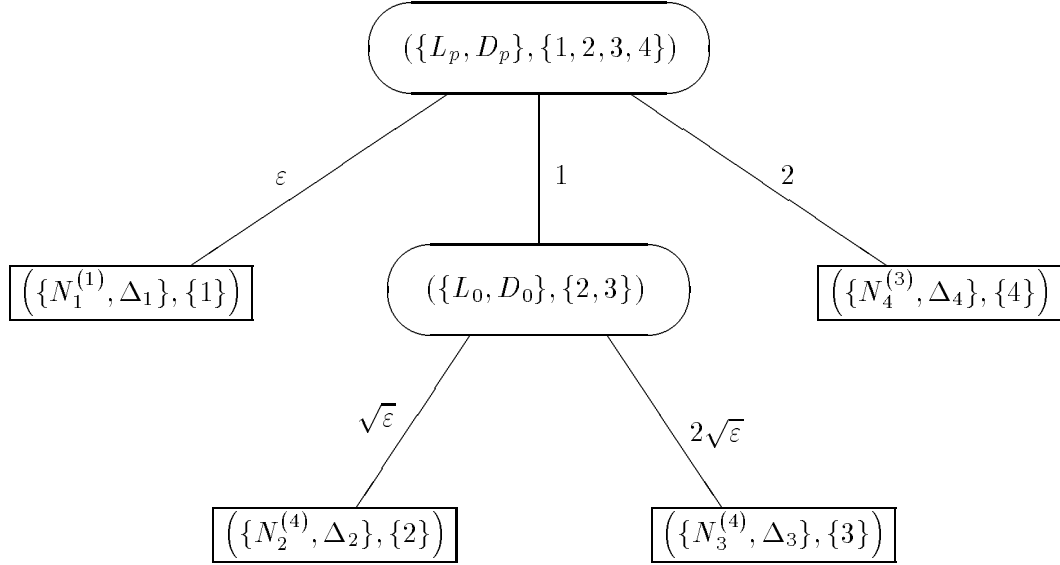 ({L_p, D_p}, {1, 2, 3, 4})
ε
1
2
({N_1^{(1)}, Δ_1}, {1})
({L_0, D_0}, {2, 3})
({N_4^{(3)}, Δ_4}, {4})
√ε
2√ε
({N_2^{(4)}, Δ_2}, {2})
({N_3^{(4)}, Δ_3}, {3})